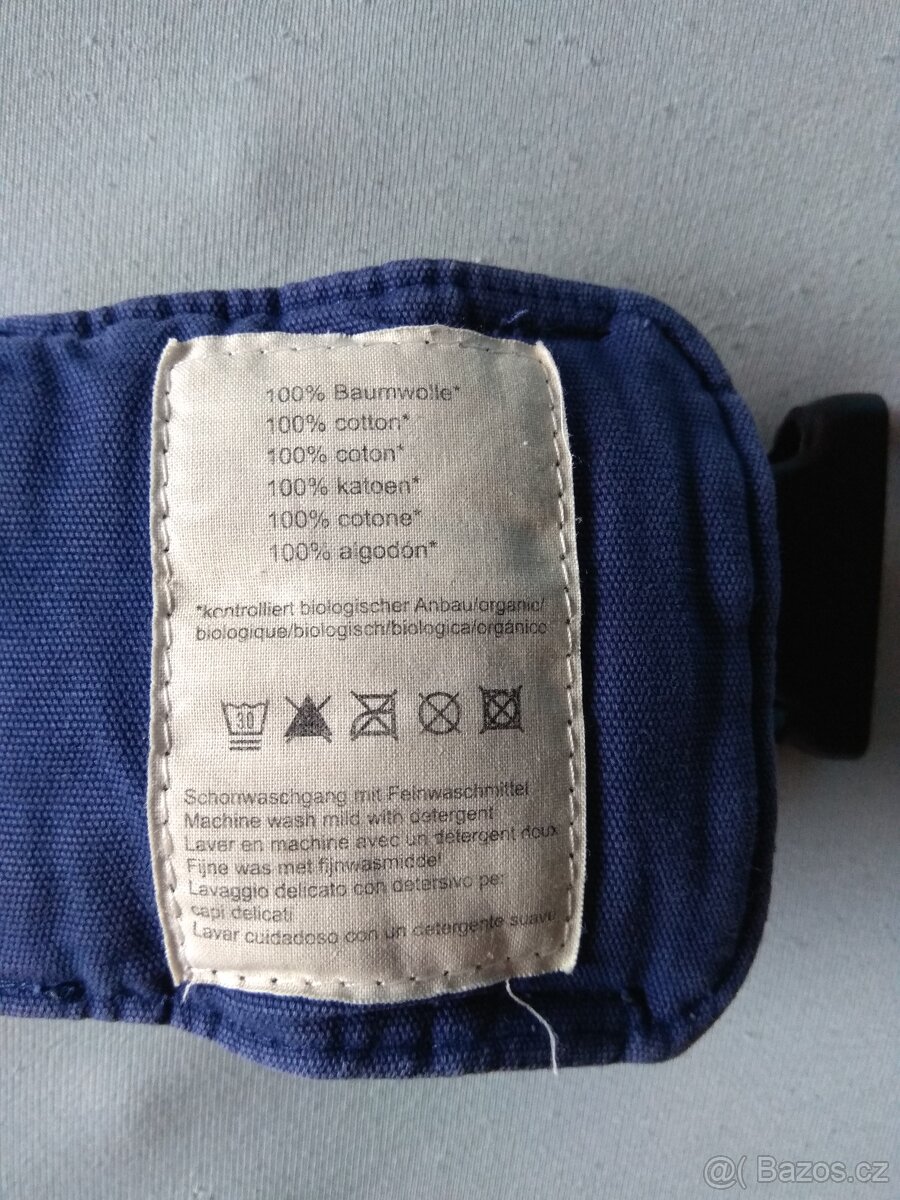 100% Baumwolle*
100% cotton*
100% coton*
100% katoen*
100% cotone*
100% algodón*
*kontrolliert biologischer Anbau/organic/
biologique/biologisch/biologica/orgánico
30
Schonwaschgang mit Feinwaschmittel
Machine wash mild with detergent
Laver en machine avec un détergent doux
Fijne was met fijnwasmiddel
Lavaggio delicato con detersivo per
capi delicati
Lavar cuidadoso con un detergente suave
@( Bazos.cz